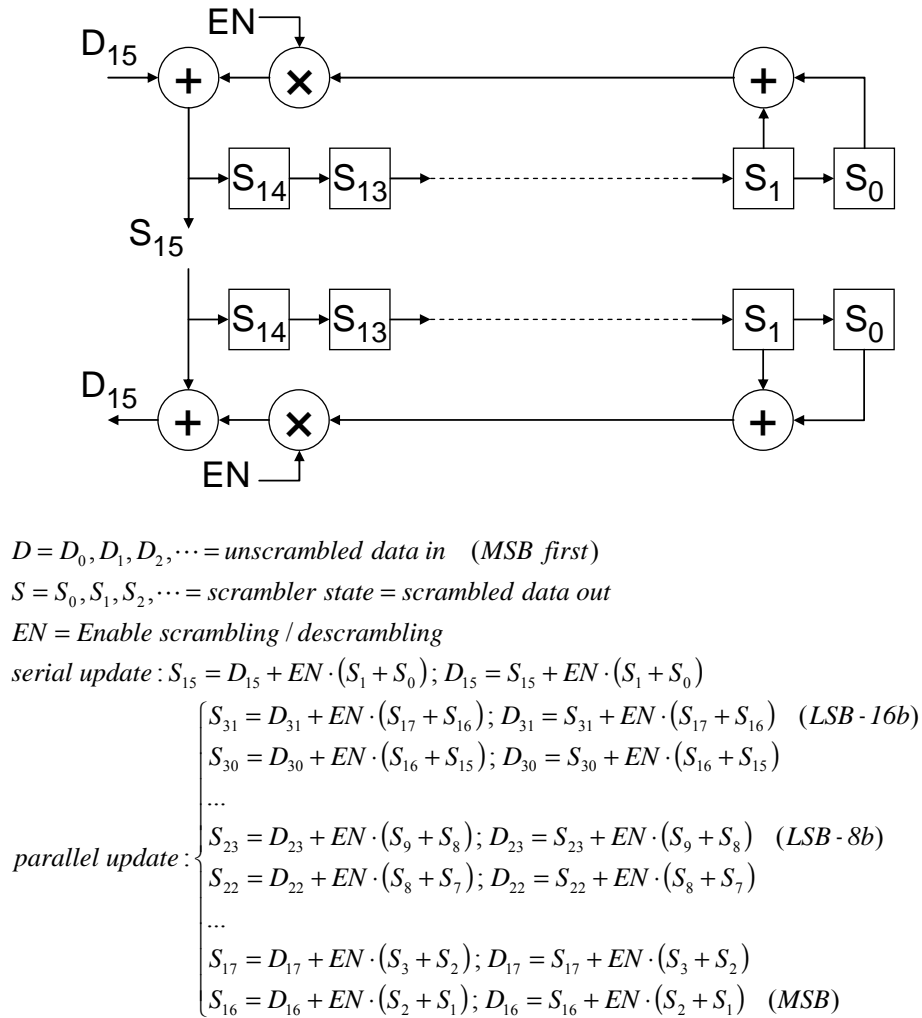 EN
D₁₅
+ × +
S₁₄ S₁₃ S₁ S₀
S₁₅
S₁₄ S₁₃ S₁ S₀
D₁₅
+ × +
EN
D = D₀, D₁, D₂, ⋯ = unscrambled data in (MSB first)
S = S₀, S₁, S₂, ⋯ = scrambler state = scrambled data out
EN = Enable scrambling / descrambling
serial update : S₁₅ = D₁₅ + EN · (S₁ + S₀); D₁₅ = S₁₅ + EN · (S₁ + S₀)
parallel update :
S₃₁ = D₃₁ + EN · (S₁₇ + S₁₆); D₃₁ = S₃₁ + EN · (S₁₇ + S₁₆) (LSB - 16b)
S₃₀ = D₃₀ + EN · (S₁₆ + S₁₅); D₃₀ = S₃₀ + EN · (S₁₆ + S₁₅)
...
S₂₃ = D₂₃ + EN · (S₉ + S₈); D₂₃ = S₂₃ + EN · (S₉ + S₈) (LSB - 8b)
S₂₂ = D₂₂ + EN · (S₈ + S₇); D₂₂ = S₂₂ + EN · (S₈ + S₇)
...
S₁₇ = D₁₇ + EN · (S₃ + S₂); D₁₇ = S₁₇ + EN · (S₃ + S₂)
S₁₆ = D₁₆ + EN · (S₂ + S₁); D₁₆ = S₁₆ + EN · (S₂ + S₁) (MSB)